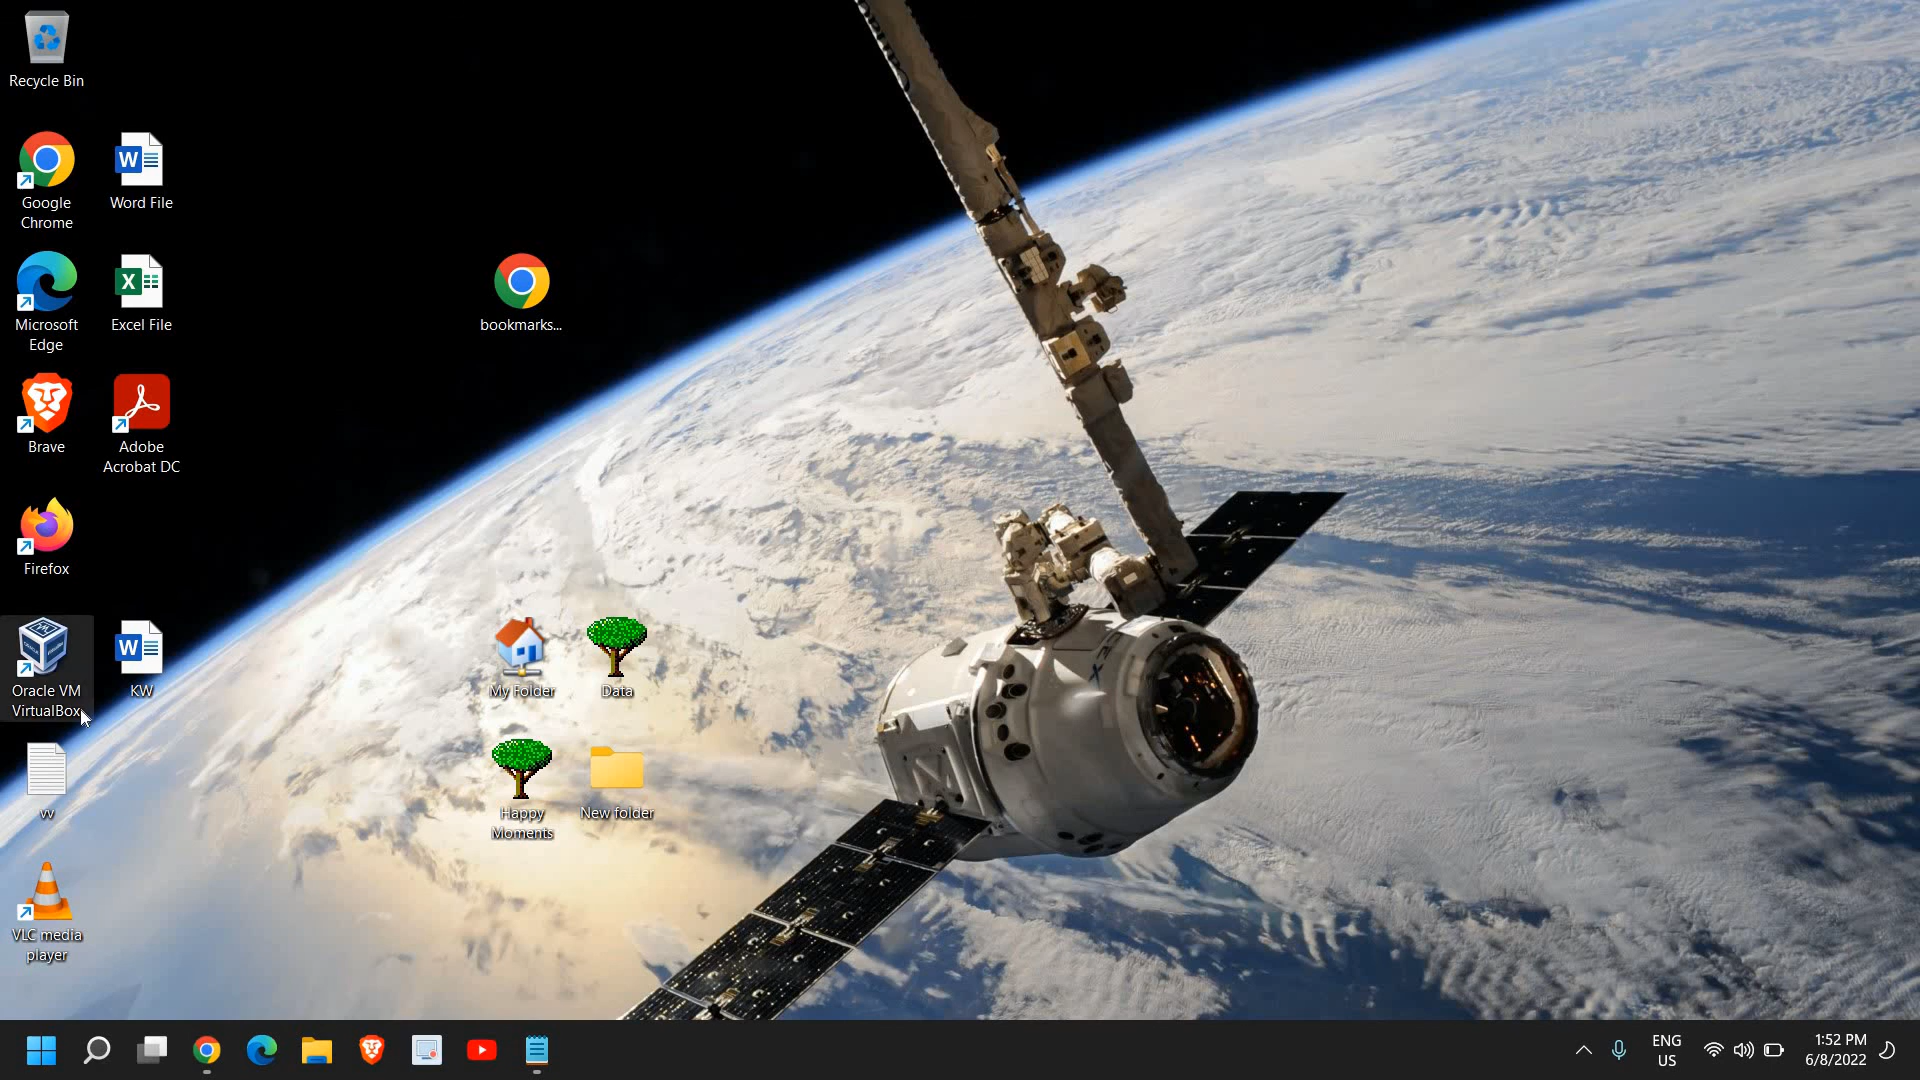 Recycle Bin
Google
Chrome
Word File
Microsoft
Edge
Excel File
bookmarks...
Brave
Adobe
Acrobat DC
Firefox
Oracle VM
VirtualBox
KW
My Folder
Data
vv
Happy
Moments
New folder
VLC media
player
ENG
US
1:52 PM
6/8/2022